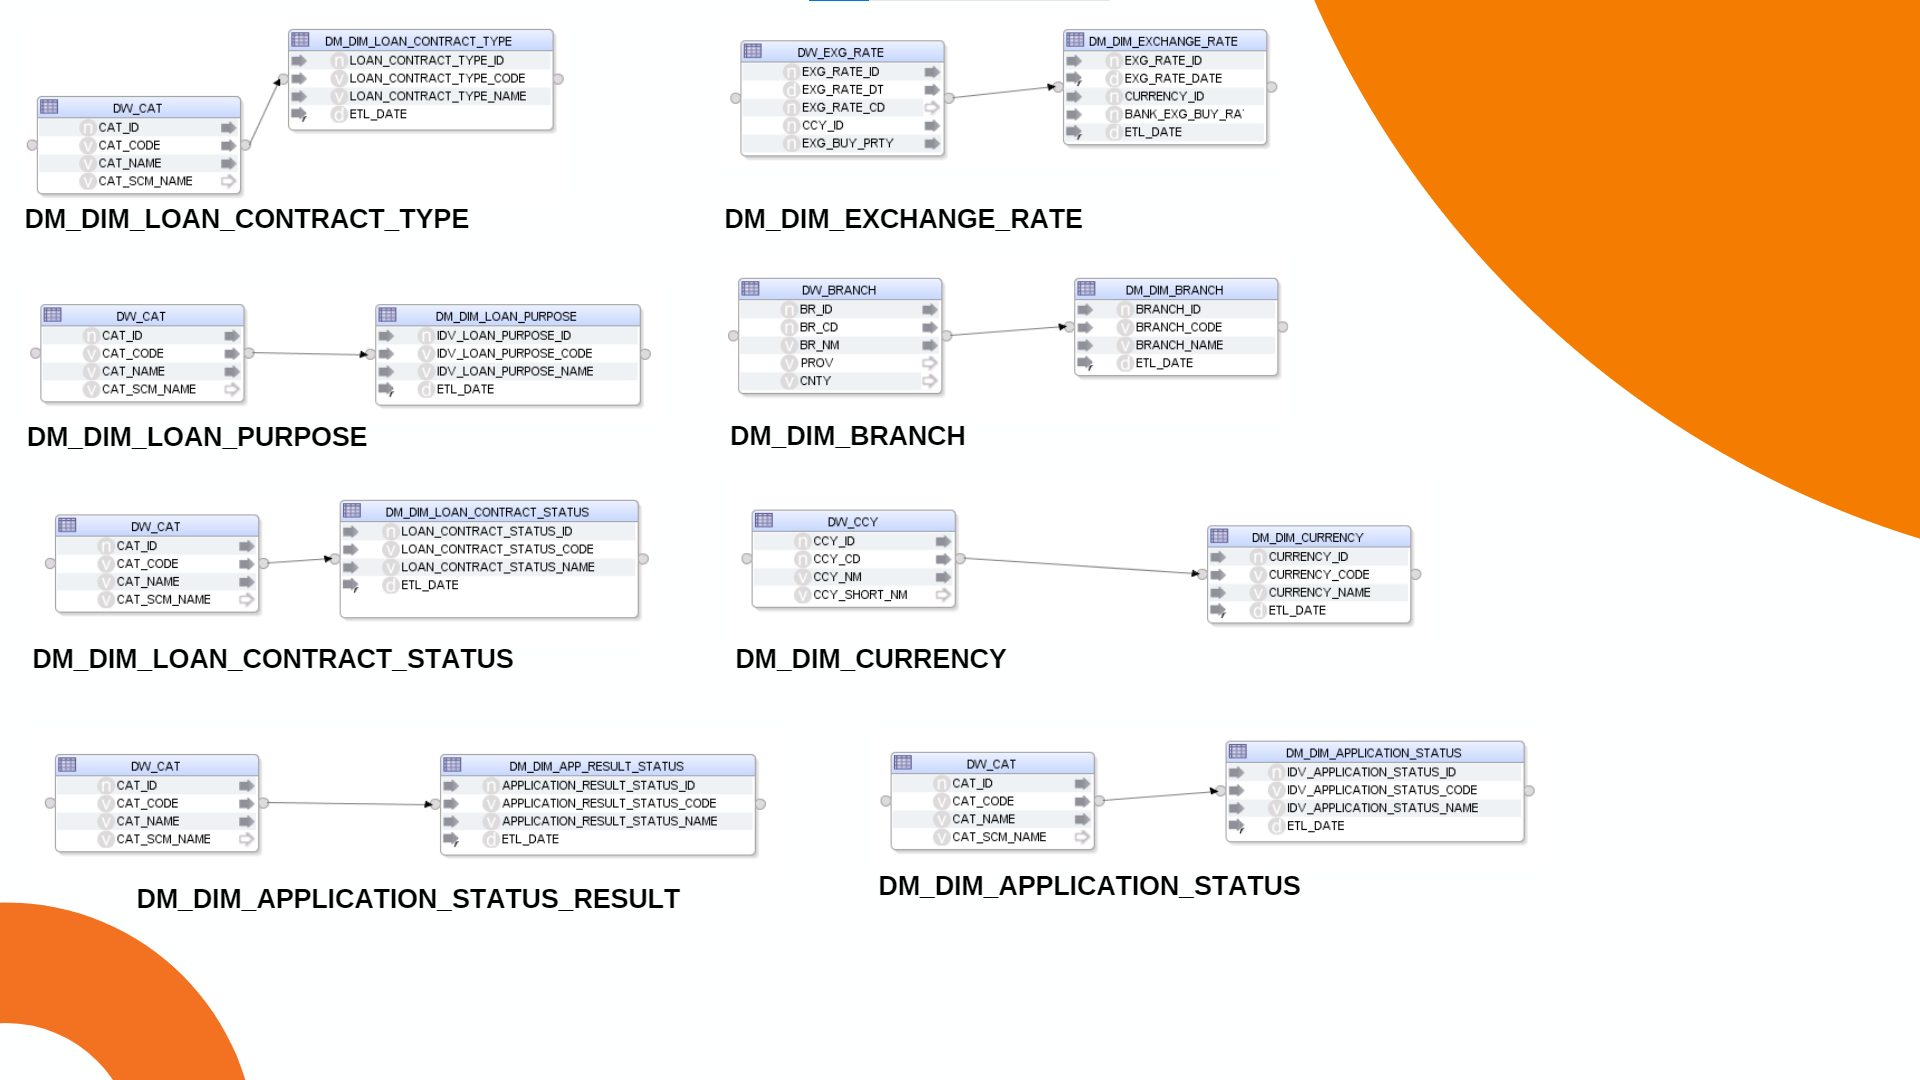 DW_CAT
CAT_ID
CAT_CODE
CAT_NAME
CAT_SCM_NAME
DM_DIM_LOAN_CONTRACT_TYPE
LOAN_CONTRACT_TYPE_ID
LOAN_CONTRACT_TYPE_CODE
LOAN_CONTRACT_TYPE_NAME
ETL_DATE
DM_DIM_LOAN_CONTRACT_TYPE
DW_EXG_RATE
EXG_RATE_ID
EXG_RATE_DT
EXG_RATE_CD
CCY_ID
EXG_BUY_PRTY
DM_DIM_EXCHANGE_RATE
EXG_RATE_ID
EXG_RATE_DATE
CURRENCY_ID
BANK_EXG_BUY_RA
ETL_DATE
DM_DIM_EXCHANGE_RATE
DW_CAT
CAT_ID
CAT_CODE
CAT_NAME
CAT_SCM_NAME
DM_DIM_LOAN_PURPOSE
IDV_LOAN_PURPOSE_ID
IDV_LOAN_PURPOSE_CODE
IDV_LOAN_PURPOSE_NAME
ETL_DATE
DM_DIM_LOAN_PURPOSE
DW_BRANCH
BR_ID
BR_CD
BR_NM
PROV
CNTY
DM_DIM_BRANCH
BRANCH_ID
BRANCH_CODE
BRANCH_NAME
ETL_DATE
DM_DIM_BRANCH
DW_CAT
CAT_ID
CAT_CODE
CAT_NAME
CAT_SCM_NAME
DM_DIM_LOAN_CONTRACT_STATUS
LOAN_CONTRACT_STATUS_ID
LOAN_CONTRACT_STATUS_CODE
LOAN_CONTRACT_STATUS_NAME
ETL_DATE
DM_DIM_LOAN_CONTRACT_STATUS
DW_CCY
CCY_ID
CCY_CD
CCY_NM
CCY_SHORT_NM
DM_DIM_CURRENCY
CURRENCY_ID
CURRENCY_CODE
CURRENCY_NAME
ETL_DATE
DM_DIM_CURRENCY
DW_CAT
CAT_ID
CAT_CODE
CAT_NAME
CAT_SCM_NAME
DM_DIM_APP_RESULT_STATUS
APPLICATION_RESULT_STATUS_ID
APPLICATION_RESULT_STATUS_CODE
APPLICATION_RESULT_STATUS_NAME
ETL_DATE
DM_DIM_APPLICATION_STATUS_RESULT
DW_CAT
CAT_ID
CAT_CODE
CAT_NAME
CAT_SCM_NAME
DM_DIM_APPLICATION_STATUS
IDV_APPLICATION_STATUS_ID
IDV_APPLICATION_STATUS_CODE
IDV_APPLICATION_STATUS_NAME
ETL_DATE
DM_DIM_APPLICATION_STATUS